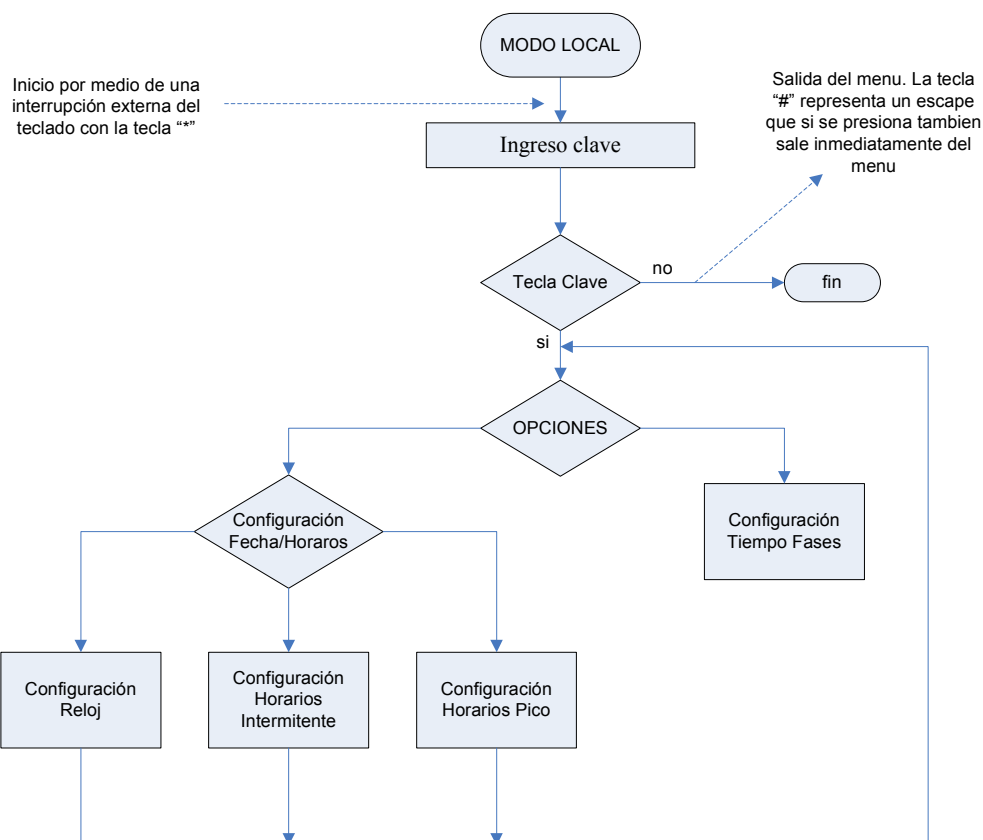 MODO LOCAL
Inicio por medio de una
interrupción externa del
teclado con la tecla “*”
Salida del menu. La tecla
“#” representa un escape
que si se presiona tambien
sale inmediatamente del
menu
Ingreso clave
Tecla Clave
no
fin
si
OPCIONES
Configuración
Fecha/Horaros
Configuración
Tiempo Fases
Configuración
Reloj
Configuración
Horarios
Intermitente
Configuración
Horarios Pico